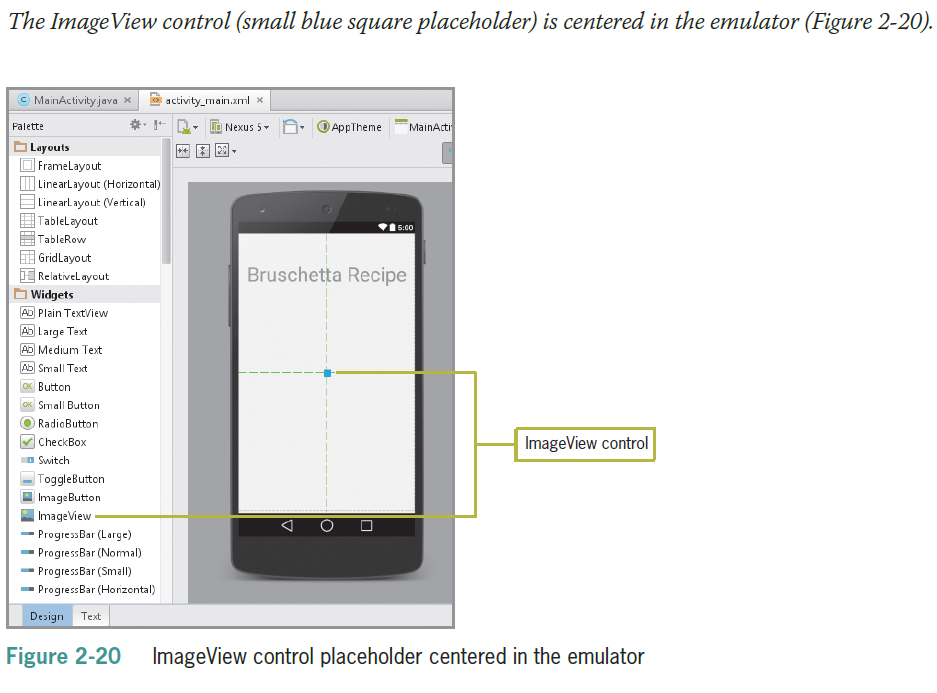 The ImageView control (small blue square placeholder) is centered in the emulator (Figure 2-20).
MainActivity.java × activity_main.xml ×
Palette
Nexus 5 AppTheme MainActi
Layouts
FrameLayout
LinearLayout (Horizontal)
LinearLayout (Vertical)
TableLayout
TableRow
GridLayout
RelativeLayout
Widgets
Plain TextView
Large Text
Medium Text
Small Text
Button
Small Button
RadioButton
CheckBox
Switch
ToggleButton
ImageButton
ImageView
ProgressBar (Large)
ProgressBar (Normal)
ProgressBar (Small)
ProgressBar (Horizontal)
5:00
Bruschetta Recipe
ImageView control
Design Text
Figure 2-20 ImageView control placeholder centered in the emulator